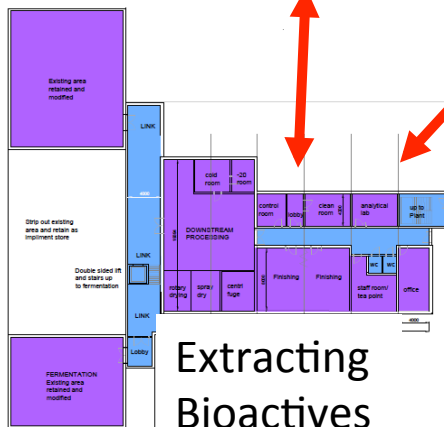 Existing area
retained and
modified
LINK
cold
room
-20
room
control
room
lobby
clean
room
analytical
lab
up to
Plant
Strip out existing
area and retain as
impliment store
DOWNSTREAM
PROCESSING
LINK
Double sided lift
and stairs up
to fermentation
rotary
drying
spray
dry
centri
fuge
Finishing
Finishing
WC
WC
staff room/
tea point
office
LINK
Lobby
FERMENTATION
Existing area
retained and
modified
Extracting
Bioactives